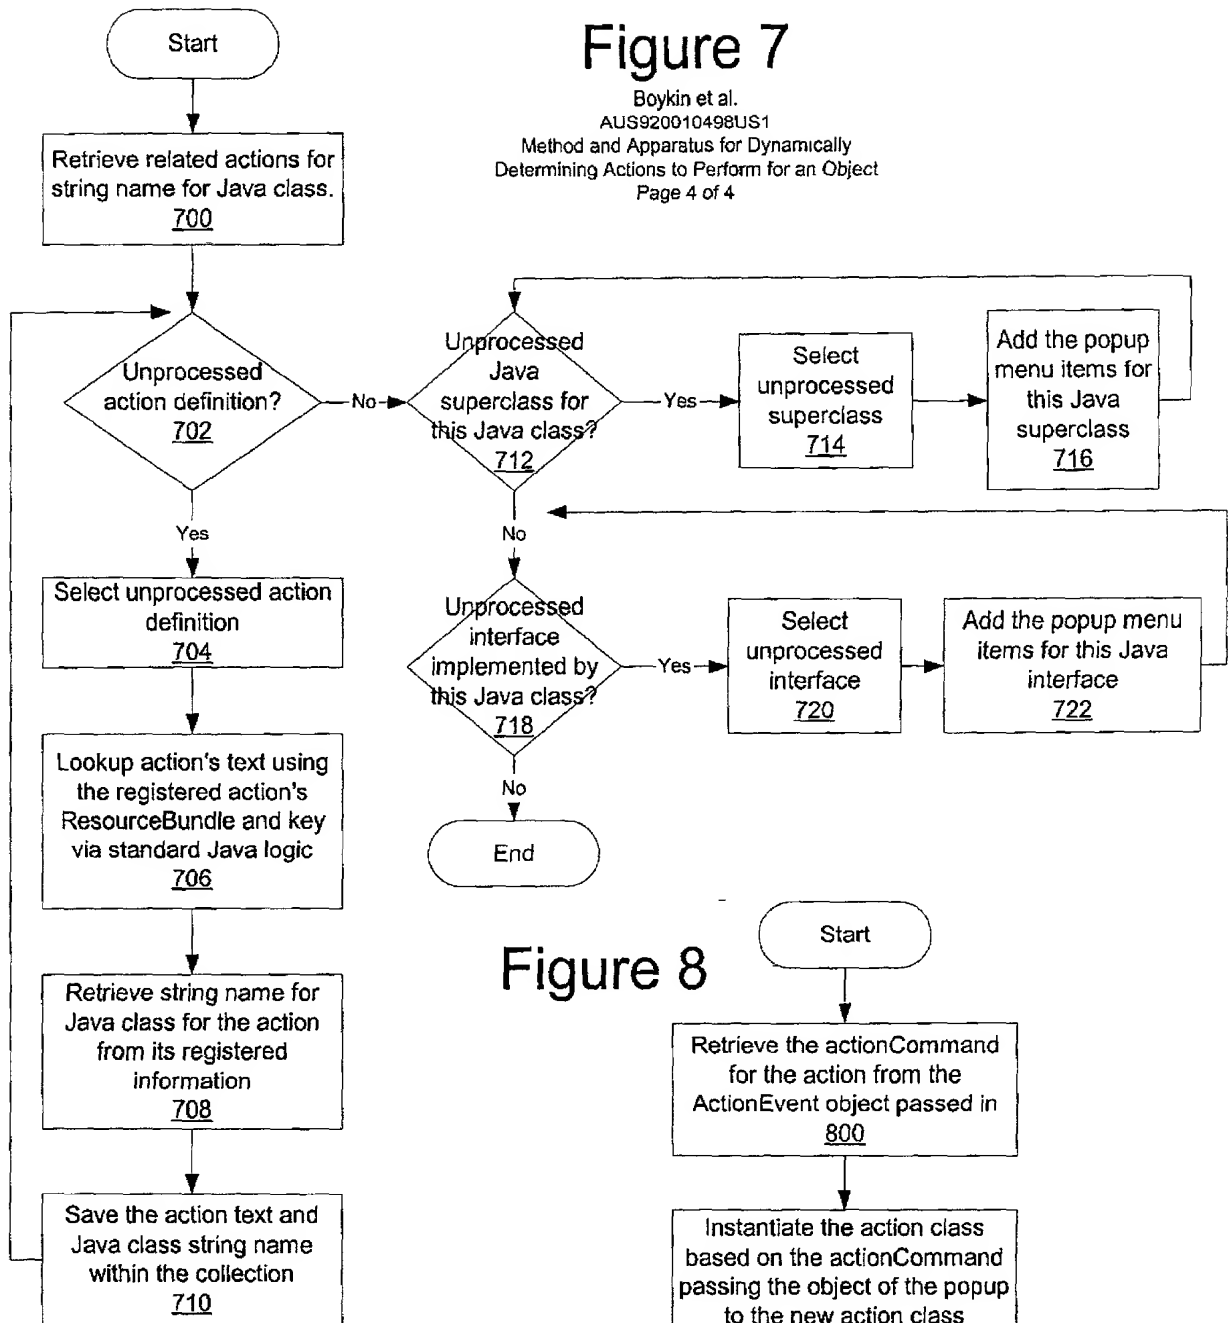 Start
Figure 7
Boykin et al.
AUS920010498US1
Method and Apparatus for Dynamically
Determining Actions to Perform for an Object
Page 4 of 4
Retrieve related actions for
string name for Java class.
700
Unprocessed
action definition?
702
No
Unprocessed
Java
superclass for
this Java class?
712
Yes
Select
unprocessed
superclass
714
Add the popup
menu items for
this Java
superclass
716
Yes
No
Select unprocessed action
definition
704
Unprocessed
interface
implemented by
this Java class?
718
Yes
Select
unprocessed
interface
720
Add the popup menu
items for this Java
interface
722
Lookup action's text using
the registered action's
ResourceBundle and key
via standard Java logic
706
No
End
Retrieve string name for
Java class for the action
from its registered
information
708
Save the action text and
Java class string name
within the collection
710
Figure 8
Start
Retrieve the actionCommand
for the action from the
ActionEvent object passed in
800
Instantiate the action class
based on the actionCommand
passing the object of the popup
to the new action class